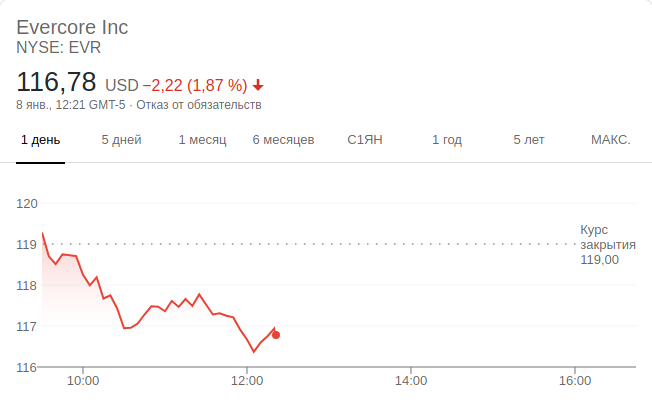 Evercore Inc
NYSE: EVR
116,78 USD −2,22 (1,87 %)
8 янв., 12:21 GMT-5 · Отказ от обязательств
1 день 5 дней 1 месяц 6 месяцев С1ЯН 1 год 5 лет МАКС.
120
Курс
119 закрытия
119,00
118
117
116
10:00 12:00 14:00 16:00